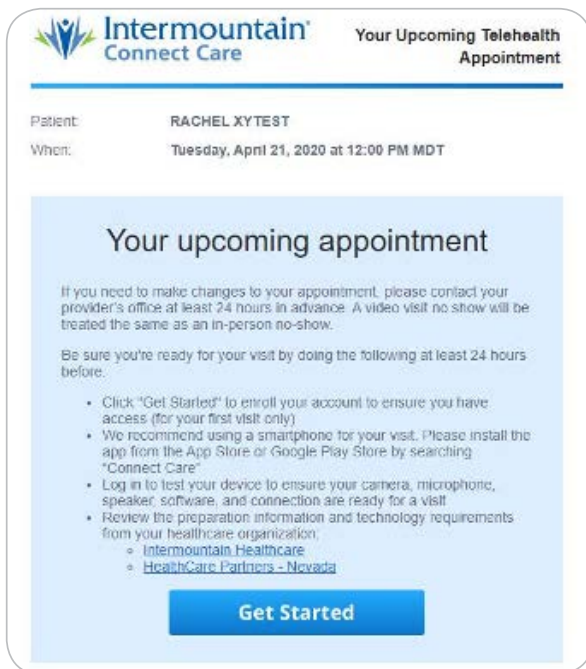 Intermountain®
Connect Care
Your Upcoming Telehealth
Appointment
Patient: RACHEL XYTEST
When: Tuesday, April 21, 2020 at 12:00 PM MDT
Your upcoming appointment
If you need to make changes to your appointment, please contact your
provider's office at least 24 hours in advance. A video visit no show will be
treated the same as an in-person no-show.
Be sure you're ready for your visit by doing the following at least 24 hours
before.
• Click "Get Started" to enroll your account to ensure you have
access (for your first visit only)
• We recommend using a smartphone for your visit. Please install the
app from the App Store or Google Play Store by searching
"Connect Care"
• Log in to test your device to ensure your camera, microphone,
speaker, software, and connection are ready for a visit
• Review the preparation information and technology requirements
from your healthcare organization:
Intermountain Healthcare
HealthCare Partners - Nevada
Get Started